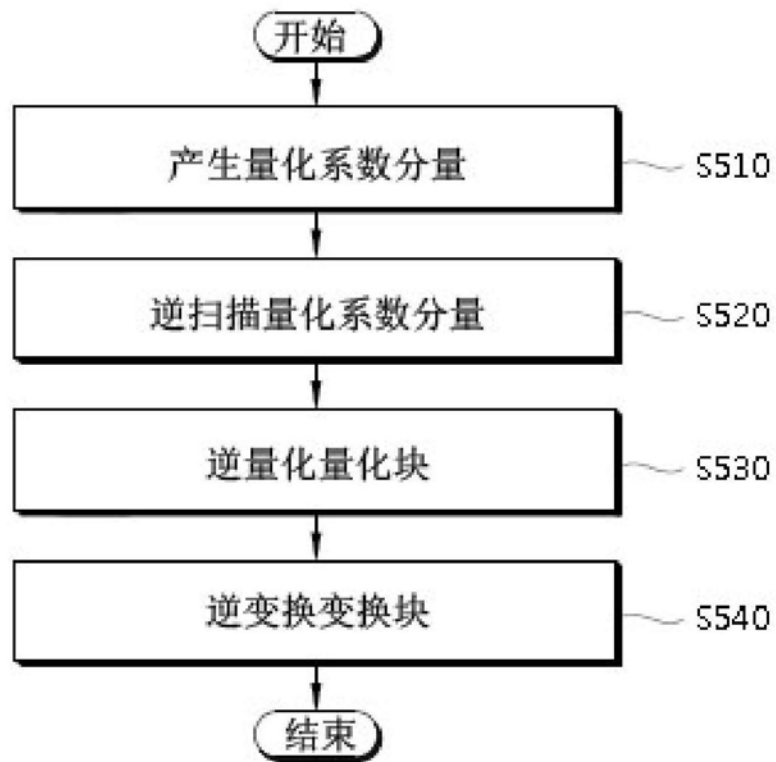 开始
产生量化系数分量
S510
逆扫描量化系数分量
S520
逆量化量化块
S530
逆变换变换块
S540
结束